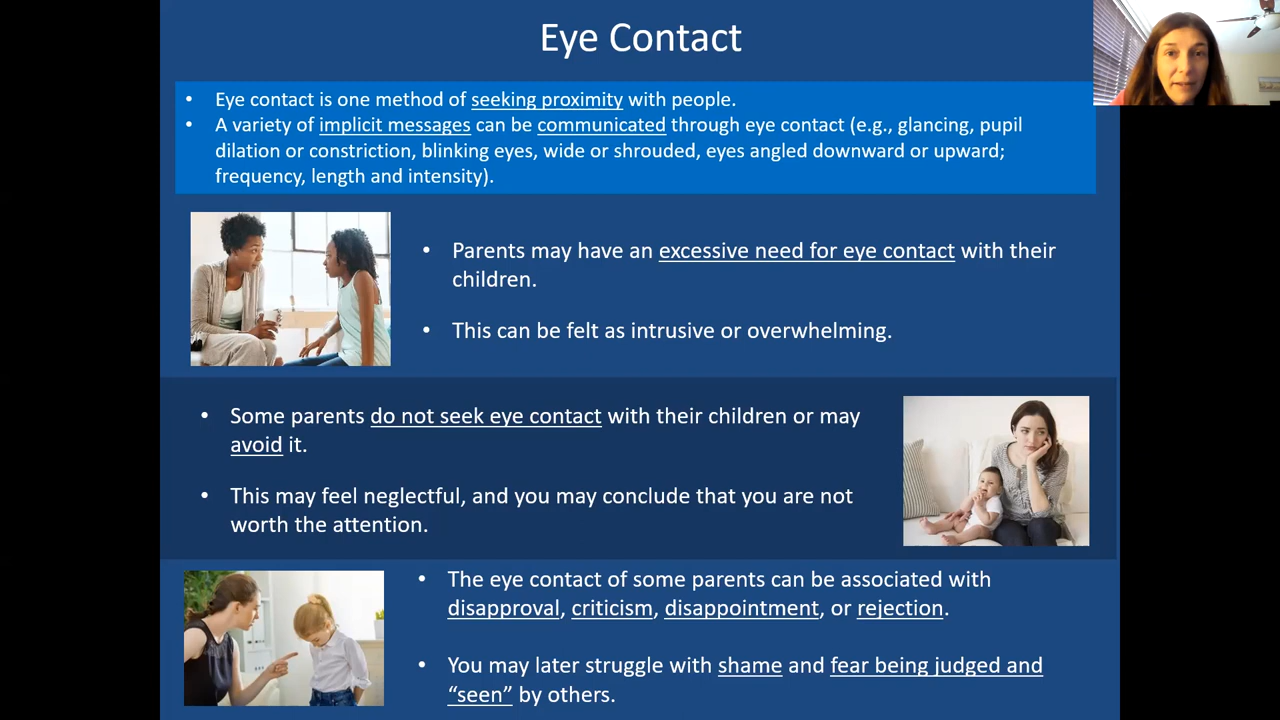 Eye Contact
• Eye contact is one method of seeking proximity with people.
• A variety of implicit messages can be communicated through eye contact (e.g., glancing, pupil
dilation or constriction, blinking eyes, wide or shrouded, eyes angled downward or upward;
frequency, length and intensity).
• Parents may have an excessive need for eye contact with their
children.
• This can be felt as intrusive or overwhelming.
• Some parents do not seek eye contact with their children or may
avoid it.
• This may feel neglectful, and you may conclude that you are not
worth the attention.
• The eye contact of some parents can be associated with
disapproval, criticism, disappointment, or rejection.
• You may later struggle with shame and fear being judged and
“seen” by others.